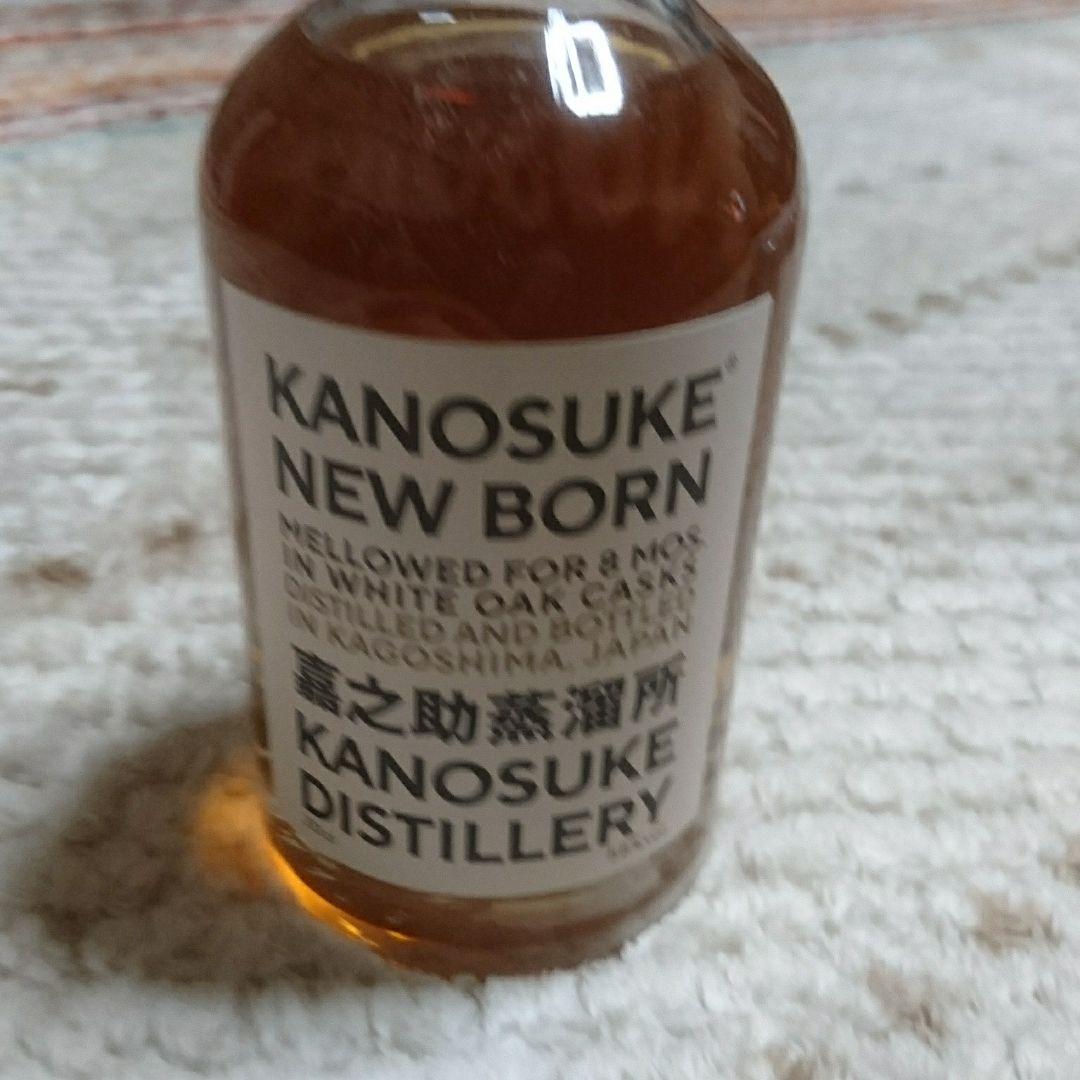 KANOSUKE®
NEW BORN
MELLOWED FOR 8 MOS.
IN WHITE OAK CASKS
DISTILLED AND BOTTLED
IN KAGOSHIMA, JAPAN
嘉之助蒸溜所
KANOSUKE
DISTILLERY